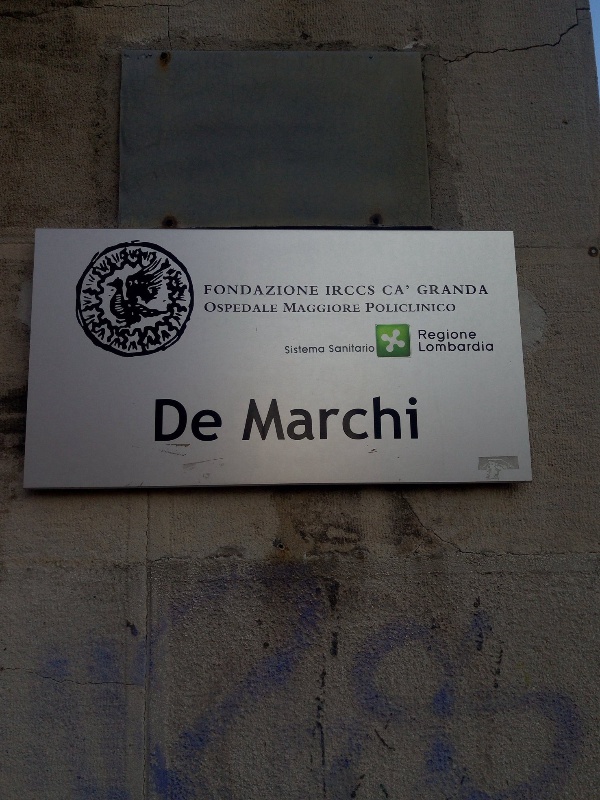 FONDAZIONE IRCCS CA' GRANDA
OSPEDALE MAGGIORE POLICLINICO
Sistema Sanitario Regione Lombardia
De Marchi